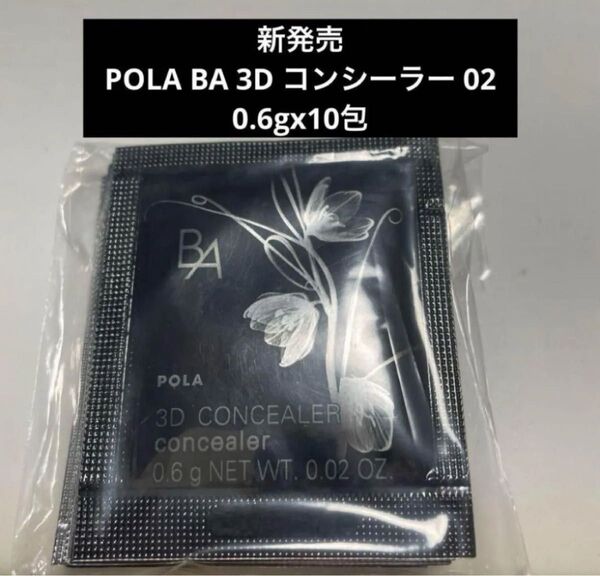 新発売
POLA BA 3D コンシーラー 02
0.6gx10包
BA
POLA
3D CONCEALER
concealer
0.6 g NET WT. 0.02 OZ.